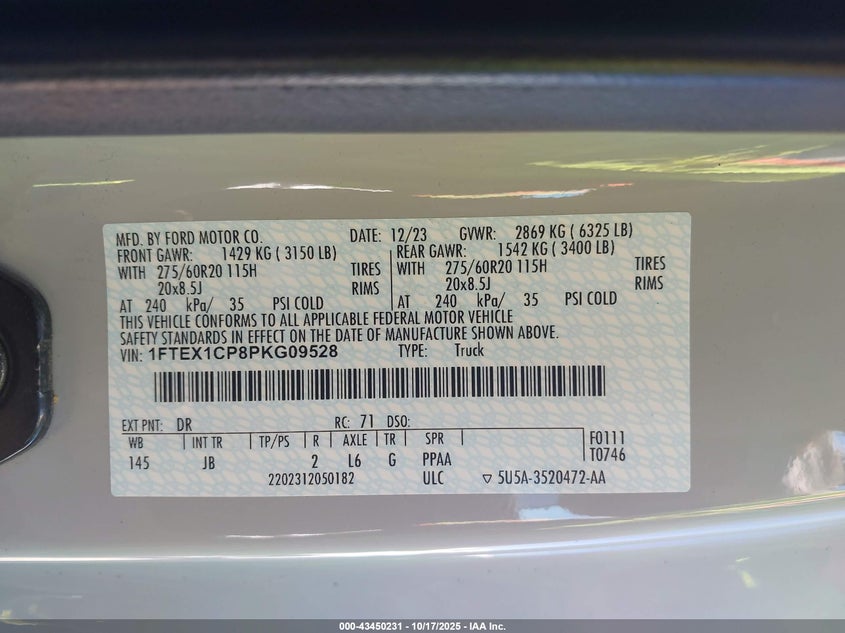 MFD. BY FORD MOTOR CO. DATE: 12/23 GVWR: 2869 KG ( 6325 LB)
FRONT GAWR: 1429 KG ( 3150 LB) REAR GAWR: 1542 KG ( 3400 LB)
WITH 275/60R20 115H TIRES WITH 275/60R20 115H TIRES
20x8.5J RIMS 20x8.5J RIMS
AT 240 kPa/ 35 PSI COLD AT 240 kPa/ 35 PSI COLD
THIS VEHICLE CONFORMS TO ALL APPLICABLE FEDERAL MOTOR VEHICLE
SAFETY STANDARDS IN EFFECT ON THE DATE OF MANUFACTURE SHOWN ABOVE.
VIN: 1FTEX1CP8PKG09528 TYPE: Truck
EXT PNT: DR RC: 71 DSO:
WB INT TR TP/PS R AXLE TR SPR F0111
145 JB 2 L6 G PPAA T0746
2202312050182 ULC ▽ 5U5A-3520472-AA
000-43450231 - 10/17/2025 - IAA Inc.